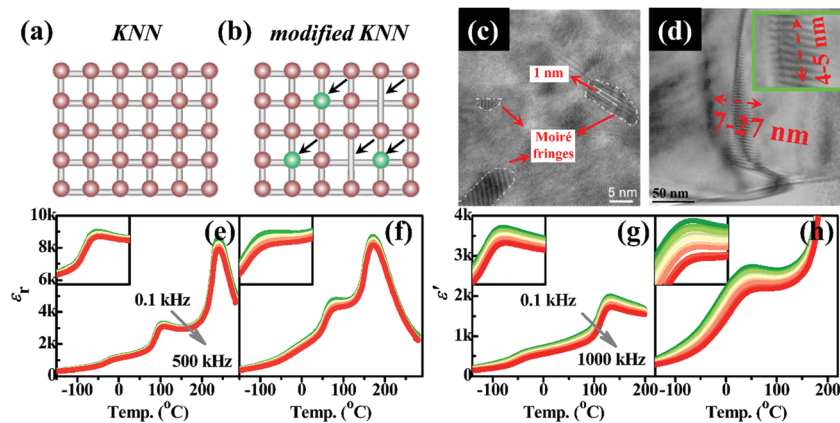 (a) KNN
(b) modified KNN
(c)
1 nm
Moiré
fringes
5 nm
(d)
4-5 nm
7-27 nm
50 nm
10k
8k
6k
4k
2k
0
εr
(e)
0.1 kHz
500 kHz
0 100 200
Temp. (°C)
(f)
0 100 200
Temp. (°C)
4k
3k
2k
1k
0
ε'
(g)
0.1 kHz
1000 kHz
-100 0 100 200
Temp. (°C)
(h)
-100 0 100 200
Temp. (°C)